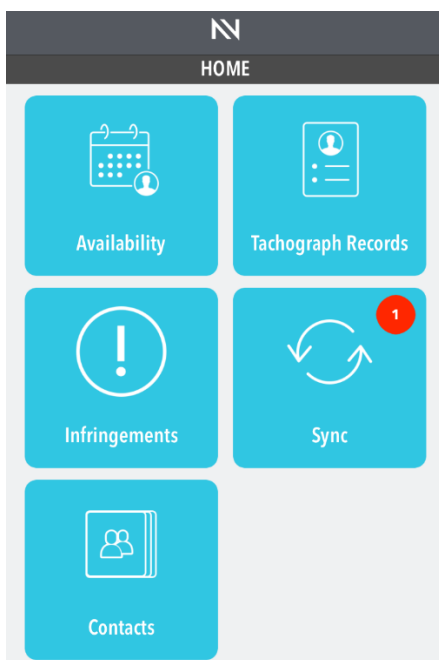 HOME
Availability
Tachograph Records
Infringements
1
Sync
Contacts